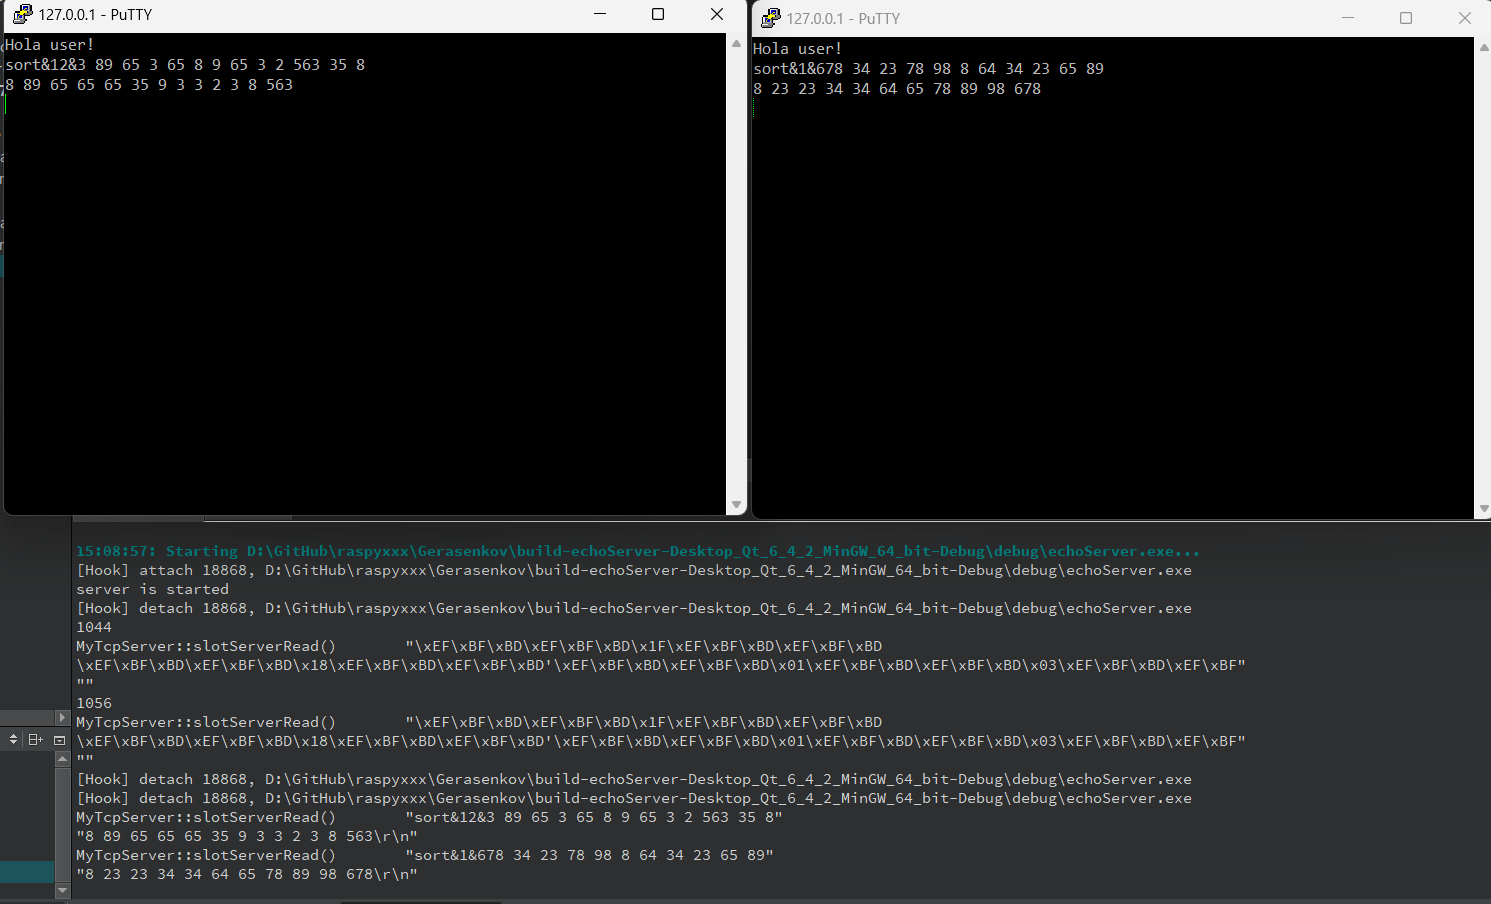 127.0.0.1 - PuTTY
Hola user!
sort&12&3 89 65 3 65 8 9 65 3 2 563 35 8
8 89 65 65 65 35 9 3 3 2 3 8 563
127.0.0.1 - PuTTY
Hola user!
sort&1&678 34 23 78 98 8 64 34 23 65 89
8 23 23 34 34 64 65 78 89 98 678
15:08:57: Starting D:\GitHub\raspyxxx\Gerasenkov\build-echoServer-Desktop_Qt_6_4_2_MinGW_64_bit-Debug\debug\echoServer.exe...
[Hook] attach 18868, D:\GitHub\raspyxxx\Gerasenkov\build-echoServer-Desktop_Qt_6_4_2_MinGW_64_bit-Debug\debug\echoServer.exe
server is started
[Hook] detach 18868, D:\GitHub\raspyxxx\Gerasenkov\build-echoServer-Desktop_Qt_6_4_2_MinGW_64_bit-Debug\debug\echoServer.exe
1044
MyTcpServer::slotServerRead() "\xEF\xBF\xBD\xEF\xBF\xBD\x1F\xEF\xBF\xBD\xEF\xBF\xBD
\xEF\xBF\xBD\xEF\xBF\xBD\x18\xEF\xBF\xBD\xEF\xBF\xBD'\xEF\xBF\xBD\xEF\xBF\xBD\x01\xEF\xBF\xBD\xEF\xBF\xBD\x03\xEF\xBF\xBD\xEF\xBF"
""
1056
MyTcpServer::slotServerRead() "\xEF\xBF\xBD\xEF\xBF\xBD\x1F\xEF\xBF\xBD\xEF\xBF\xBD
\xEF\xBF\xBD\xEF\xBF\xBD\x18\xEF\xBF\xBD\xEF\xBF\xBD'\xEF\xBF\xBD\xEF\xBF\xBD\x01\xEF\xBF\xBD\xEF\xBF\xBD\x03\xEF\xBF\xBD\xEF\xBF"
""
[Hook] detach 18868, D:\GitHub\raspyxxx\Gerasenkov\build-echoServer-Desktop_Qt_6_4_2_MinGW_64_bit-Debug\debug\echoServer.exe
[Hook] detach 18868, D:\GitHub\raspyxxx\Gerasenkov\build-echoServer-Desktop_Qt_6_4_2_MinGW_64_bit-Debug\debug\echoServer.exe
MyTcpServer::slotServerRead() "sort&12&3 89 65 3 65 8 9 65 3 2 563 35 8"
"8 89 65 65 65 35 9 3 3 2 3 8 563\r\n"
MyTcpServer::slotServerRead() "sort&1&678 34 23 78 98 8 64 34 23 65 89"
"8 23 23 34 34 64 65 78 89 98 678\r\n"